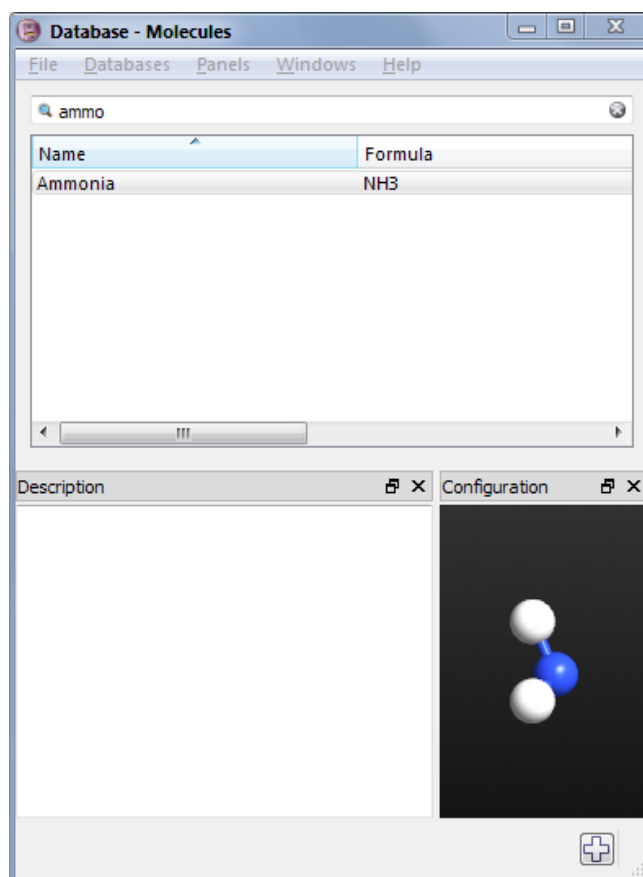 Database - Molecules
File Databases Panels Windows Help
ammo
Name Formula
Ammonia NH3
Description Configuration